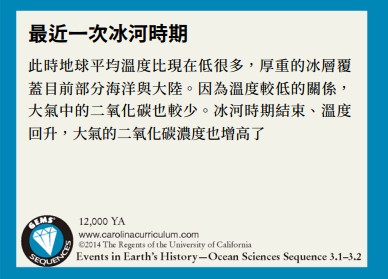 最近一次冰河時期
此時地球平均溫度比現在低很多，厚重的冰層覆
蓋目前部分海洋與大陸。因為溫度較低的關係，
大氣中的二氧化碳也較少。冰河時期結束、溫度
回升，大氣的二氧化碳濃度也增高了
GEMS
SEQUENCES
12,000 YA
www.carolinacurriculum.com
©2014 The Regents of the University of California
Events in Earth's History—Ocean Sciences Sequence 3.1–3.2